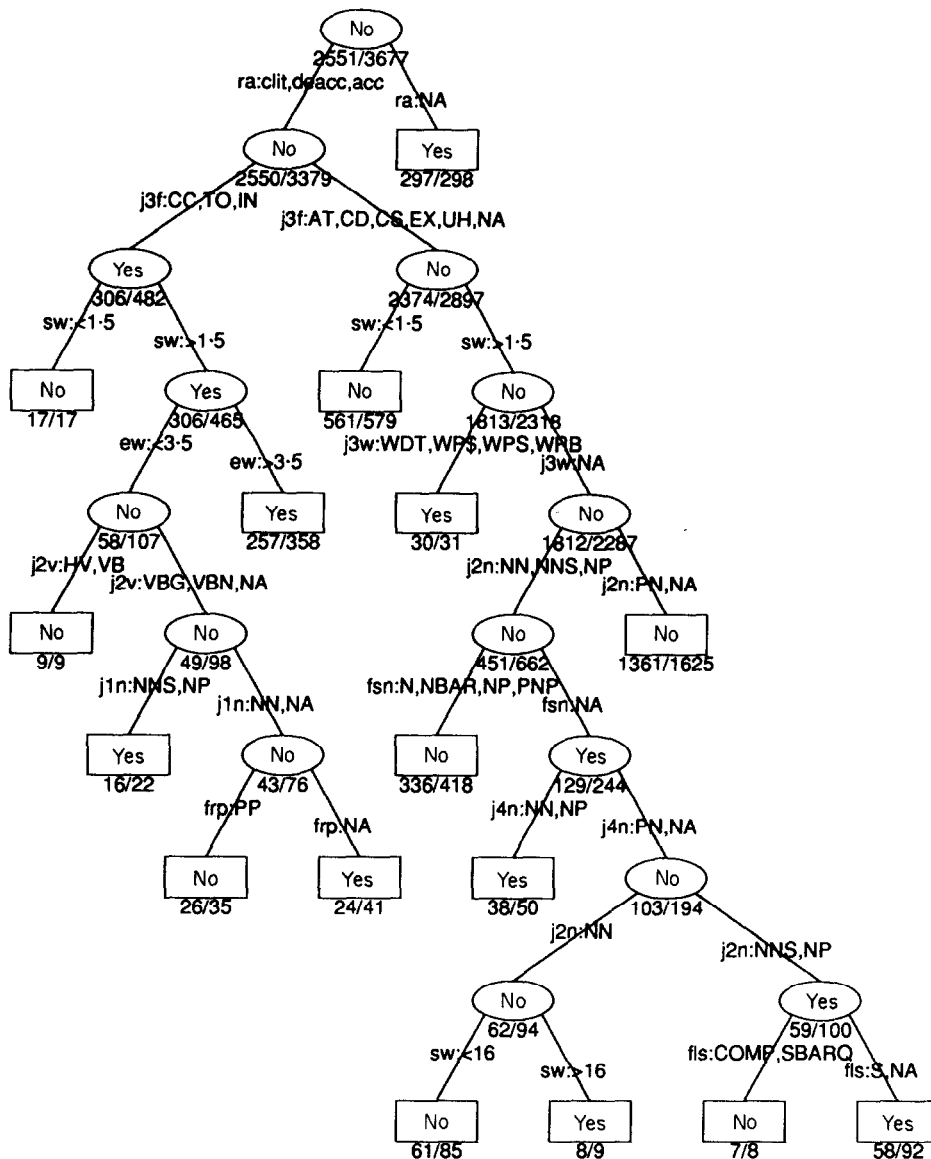 No
2551/3677
ra:clit,deacc,acc
ra:NA
No
2550/3379
Yes
297/298
j3f:CC,TO,IN
j3f:AT,CD,CS,EX,UH,NA
Yes
306/482
No
2374/2897
sw:<1·5
sw:>1·5
sw:<1·5
sw:>1·5
No
17/17
Yes
306/465
No
561/579
No
1813/2318
ew:<3·5
ew:>3·5
j3w:WDT,WP$,WPS,WRB
j3w:NA
No
58/107
Yes
257/358
Yes
30/31
No
1812/2287
j2v:HV,VB
j2v:VBG,VBN,NA
j2n:NN,NNS,NP
j2n:PN,NA
No
9/9
No
49/98
No
451/662
No
1361/1625
j1n:NNS,NP
j1n:NN,NA
fsn:N,NBAR,NP,PNP
fsn:NA
Yes
16/22
No
43/76
No
336/418
Yes
129/244
frp:PP
frp:NA
j4n:NN,NP
j4n:PN,NA
No
26/35
Yes
24/41
Yes
38/50
No
103/194
j2n:NN
j2n:NNS,NP
No
62/94
Yes
59/100
sw:<16
sw:>16
fls:COMP,SBARQ
fls:S,NA
No
61/85
Yes
8/9
No
7/8
Yes
58/92